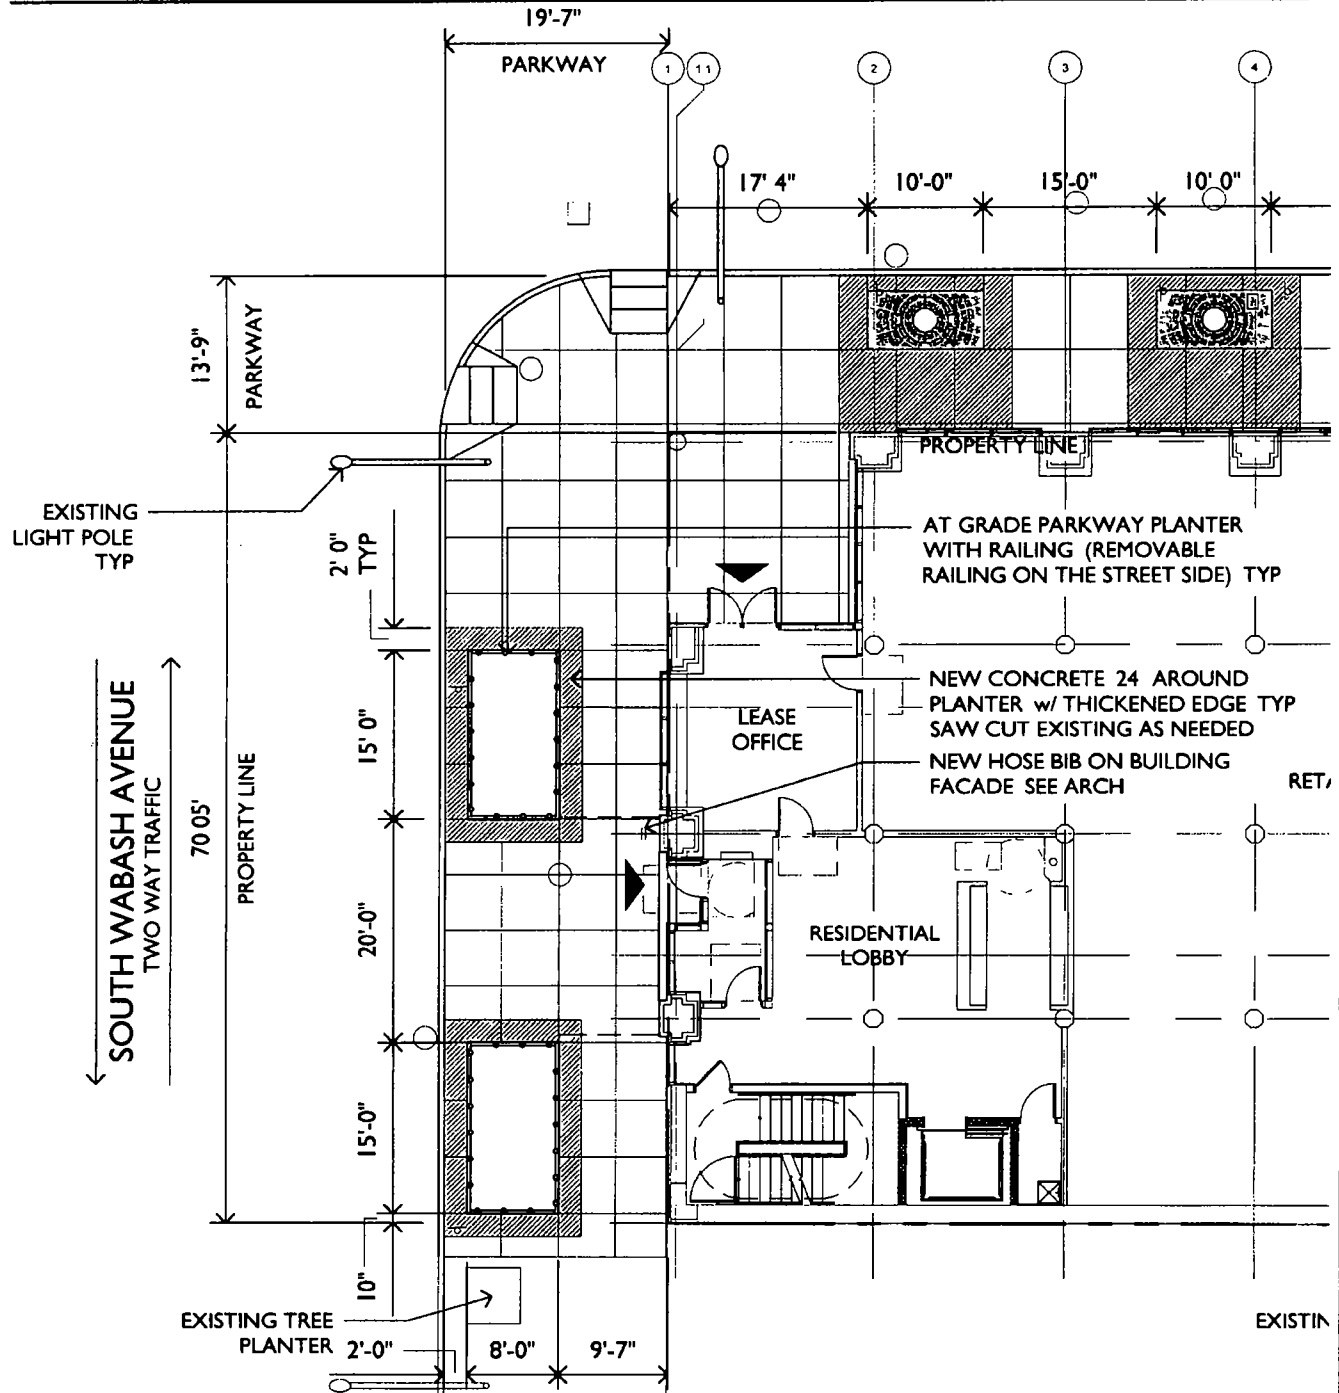 19'-7"
PARKWAY
1
11
2
3
4
17' 4"
10'-0"
15'-0"
10' 0"
13'-9"
PARKWAY
PROPERTY LINE
EXISTING
LIGHT POLE
TYP
2' 0"
TYP
AT GRADE PARKWAY PLANTER
WITH RAILING (REMOVABLE
RAILING ON THE STREET SIDE) TYP
NEW CONCRETE 24 AROUND
PLANTER w/ THICKENED EDGE TYP
SAW CUT EXISTING AS NEEDED
LEASE
OFFICE
NEW HOSE BIB ON BUILDING
FACADE SEE ARCH
RETA
SOUTH WABASH AVENUE
TWO WAY TRAFFIC
70 05'
PROPERTY LINE
15' 0"
20'-0"
RESIDENTIAL
LOBBY
15'-0"
10"
EXISTING TREE
PLANTER
2'-0"
8'-0"
9'-7"
EXISTIN